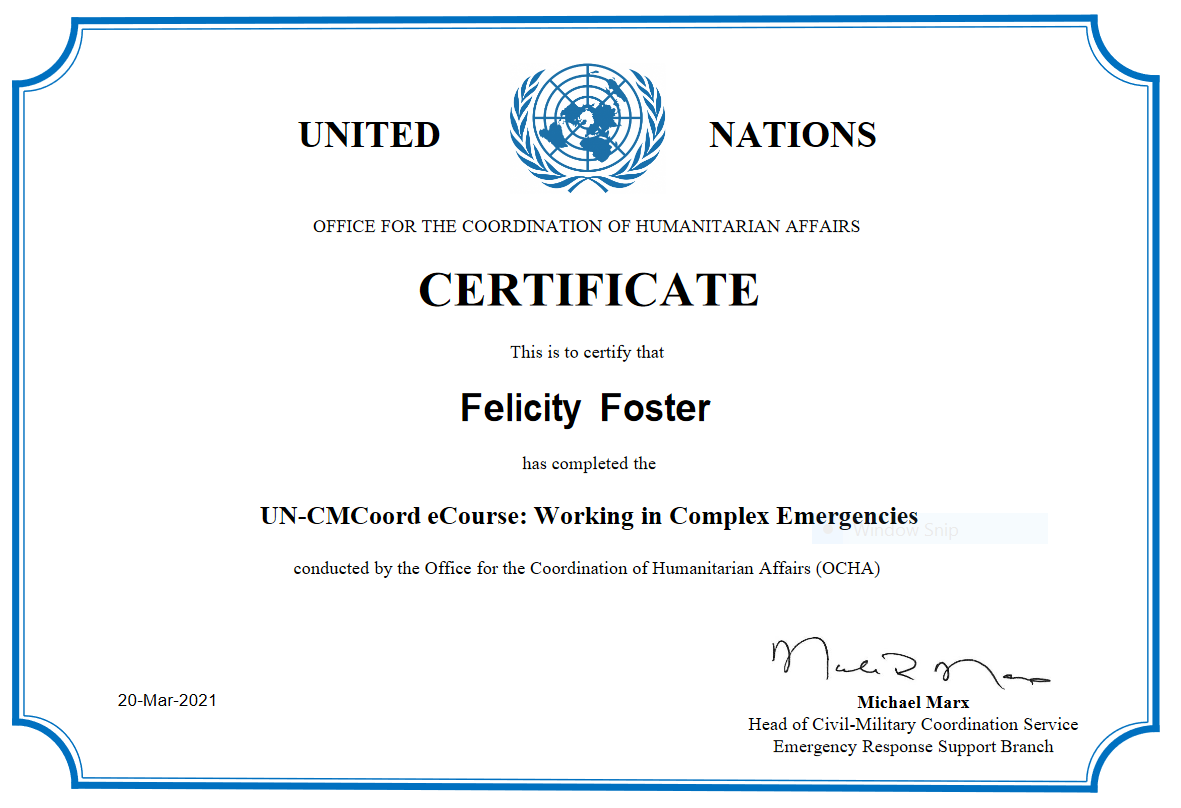 UNITED NATIONS
OFFICE FOR THE COORDINATION OF HUMANITARIAN AFFAIRS
CERTIFICATE
This is to certify that
Felicity Foster
has completed the
UN-CMCoord eCourse: Working in Complex Emergencies
Window Snip
conducted by the Office for the Coordination of Humanitarian Affairs (OCHA)
20-Mar-2021
Michael Marx
Head of Civil-Military Coordination Service
Emergency Response Support Branch